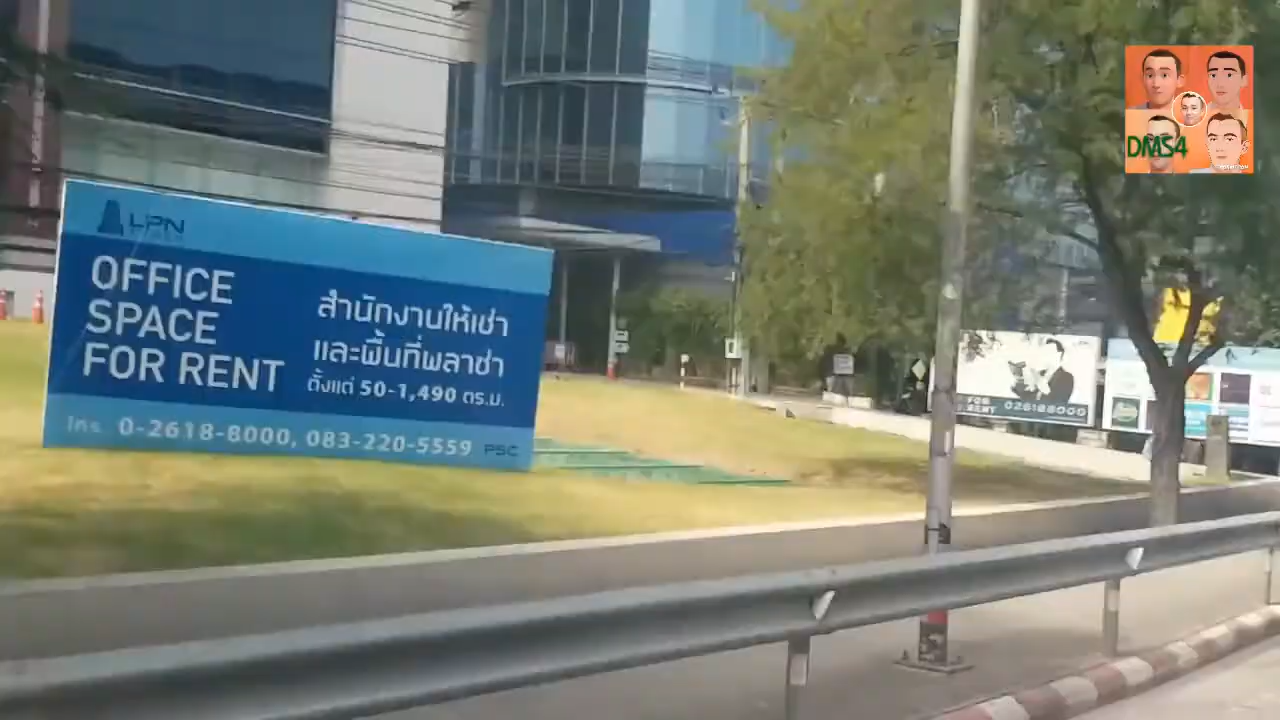 LPN
OFFICE
SPACE
FOR RENT
สำนักงานให้เช่า
และพื้นที่พลาซ่า
ตั้งแต่ 50-1,490 ตร.ม.
โทร. 0-2618-8000, 083-220-5559 PSC
FOR
RENT 026188000
DMS4